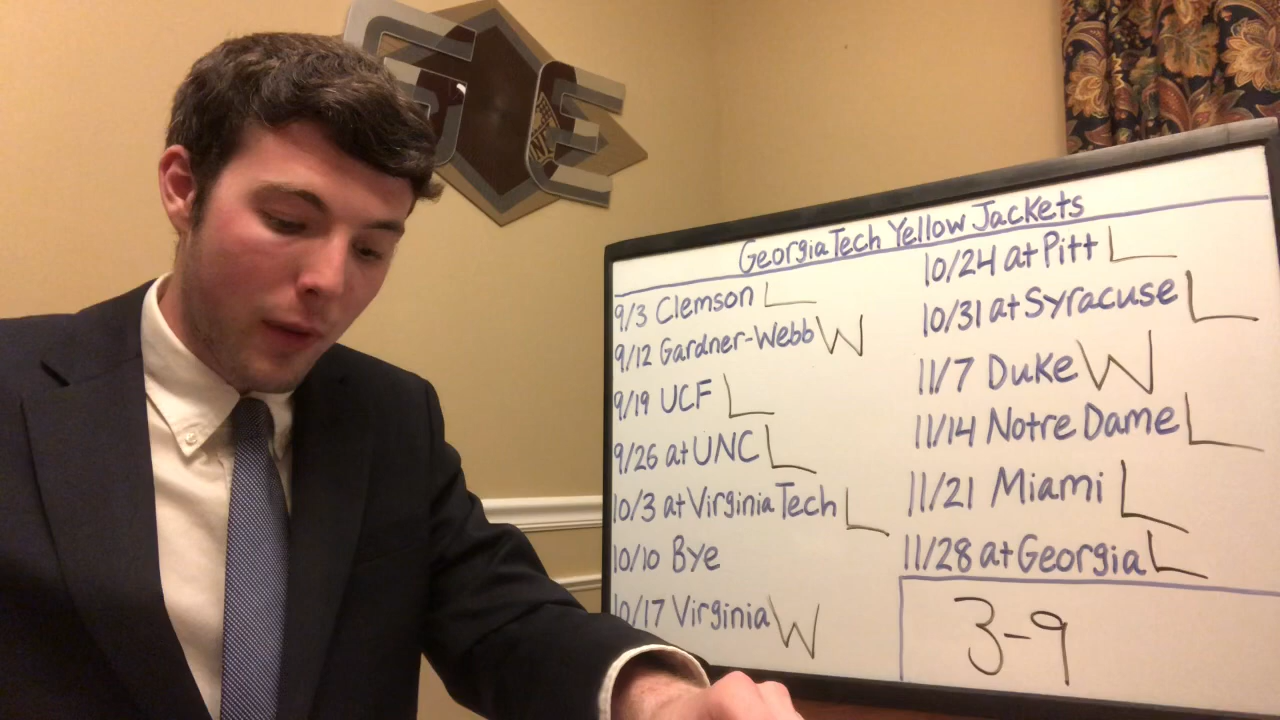 Georgia Tech Yellow Jackets
9/3 Clemson L
9/12 Gardner-Webb W
9/19 UCF L
9/26 at UNC L
10/3 at Virginia Tech L
10/10 Bye
10/17 Virginia W
10/24 at Pitt L
10/31 at Syracuse L
11/7 Duke W
11/14 Notre Dame L
11/21 Miami L
11/28 at Georgia L
3-9